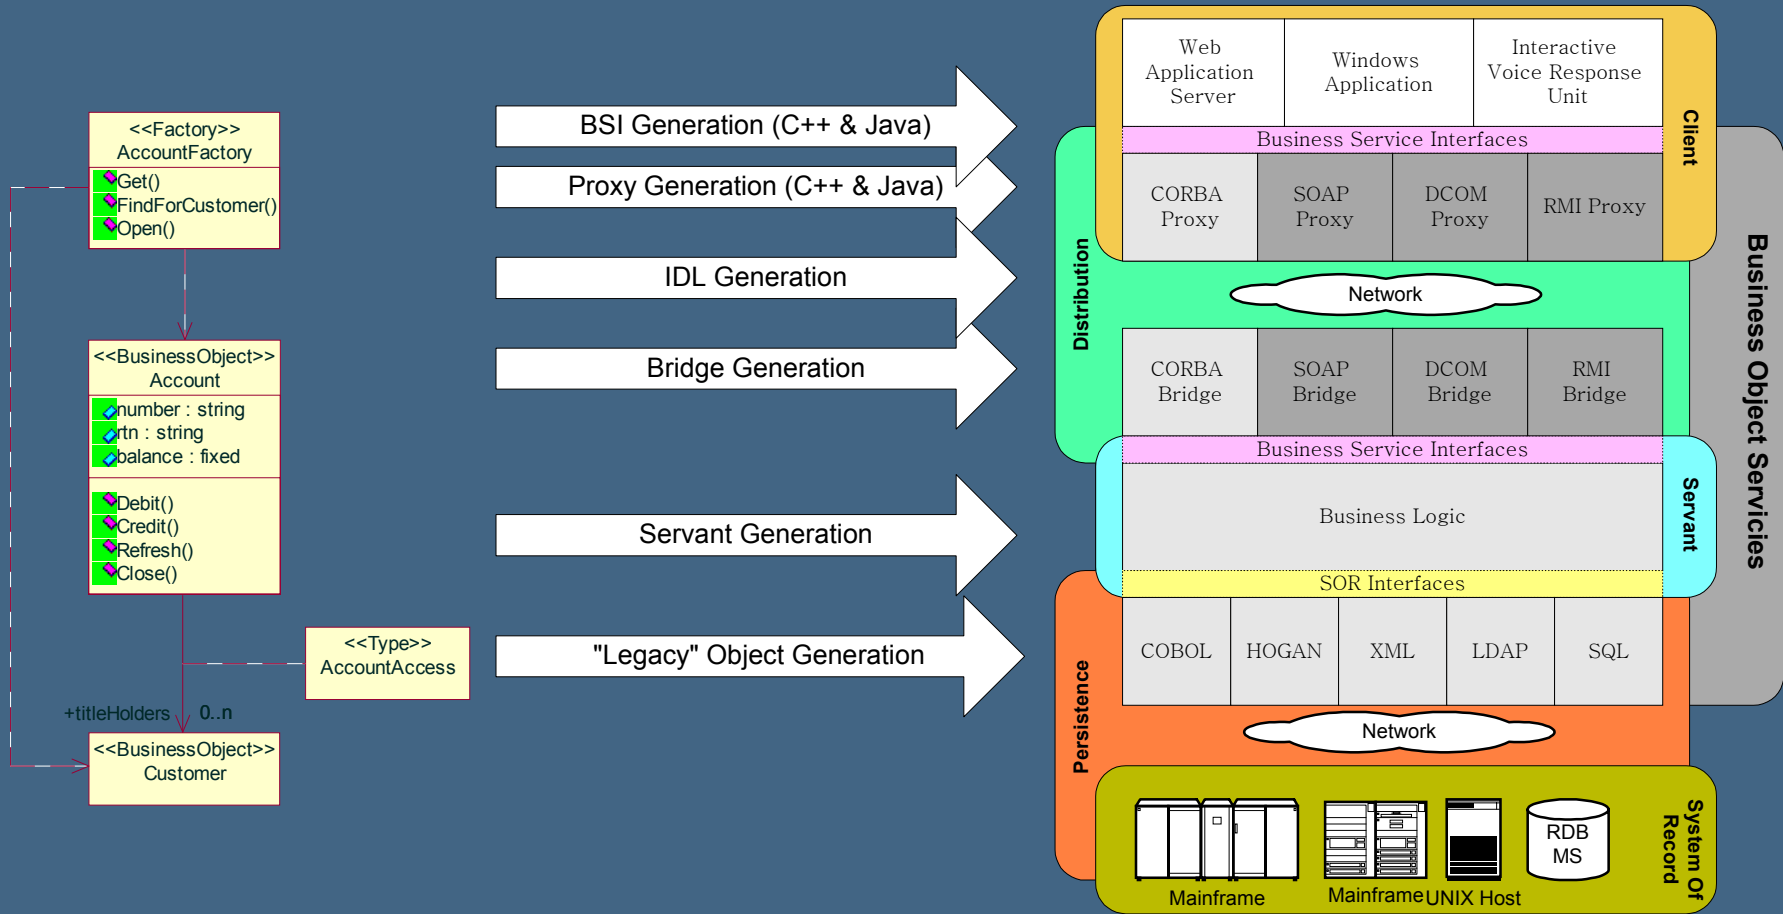 <<Factory>>
AccountFactory
Get()
FindForCustomer()
Open()
<<BusinessObject>>
Account
number : string
rtn : string
balance : fixed
Debit()
Credit()
Refresh()
Close()
<<Type>>
AccountAccess
+titleHolders
0..n
<<BusinessObject>>
Customer
BSI Generation (C++ & Java)
Proxy Generation (C++ & Java)
IDL Generation
Bridge Generation
Servant Generation
"Legacy" Object Generation
Web
Application
Server
Windows
Application
Interactive
Voice Response
Unit
Client
Business Service Interfaces
CORBA
Proxy
SOAP
Proxy
DCOM
Proxy
RMI Proxy
Distribution
Network
CORBA
Bridge
SOAP
Bridge
DCOM
Bridge
RMI
Bridge
Business Service Interfaces
Business Logic
Servant
SOR Interfaces
COBOL
HOGAN
XML
LDAP
SQL
Persistence
Network
Business Object Servicies
System Of
Record
Mainframe
Mainframe
UNIX Host
RDB
MS